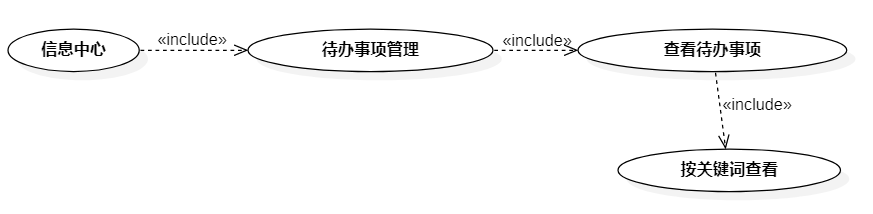 信息中心
«include»
待办事项管理
«include»
查看待办事项
«include»
按关键词查看